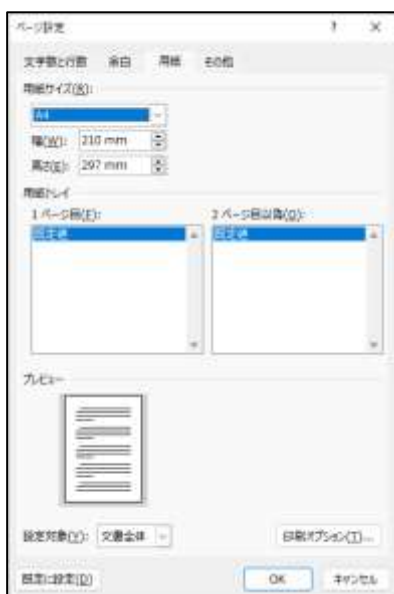 ページ設定 ? ×
文字数と行数 余白 用紙 その他
用紙サイズ(R):
A4
幅(W): 210 mm
高さ(E): 297 mm
用紙トレイ
1 ページ目(F): 2 ページ目以降(O):
既定値 既定値
プレビュー
設定対象(Y): 文書全体 印刷オプション(T)...
既定に設定(D) OK キャンセル